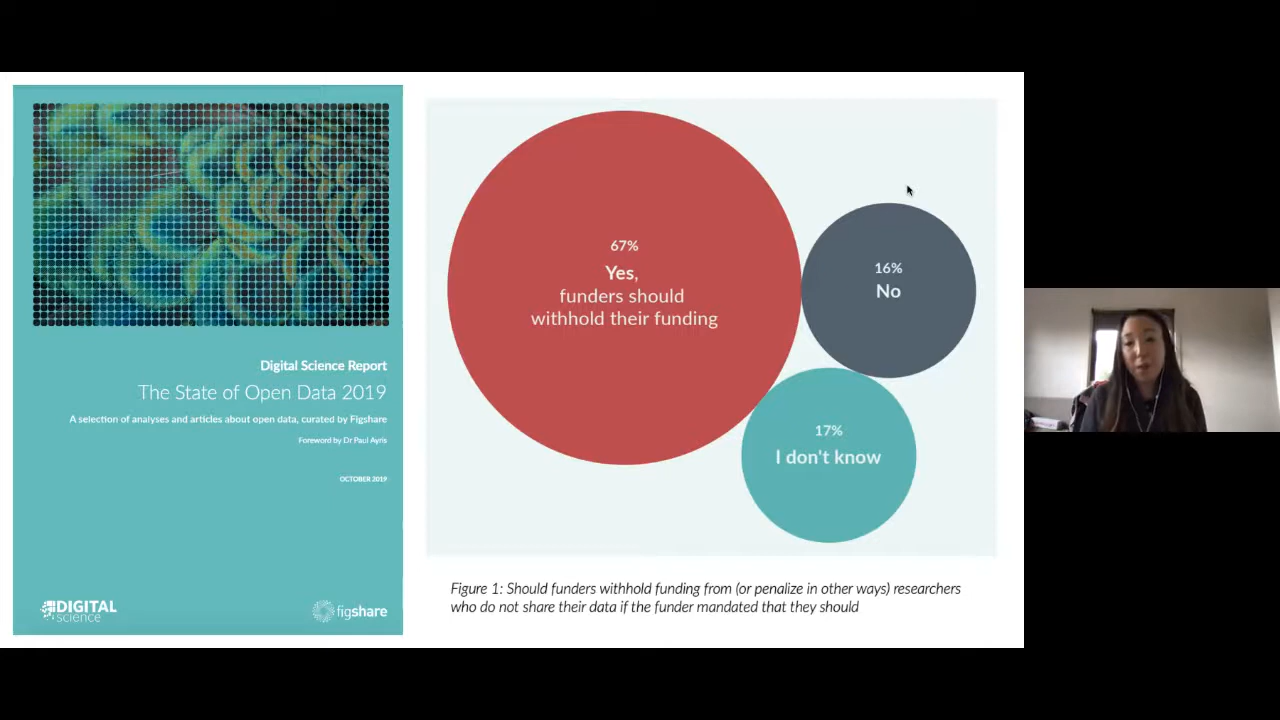 Digital Science Report
The State of Open Data 2019
A selection of analyses and articles about open data, curated by Figshare
Foreword by Dr Paul Ayris
OCTOBER 2019
DIGITAL
science
figshare
67%
Yes,
funders should
withhold their funding
16%
No
17%
I don't know
Figure 1: Should funders withhold funding from (or penalize in other ways) researchers
who do not share their data if the funder mandated that they should